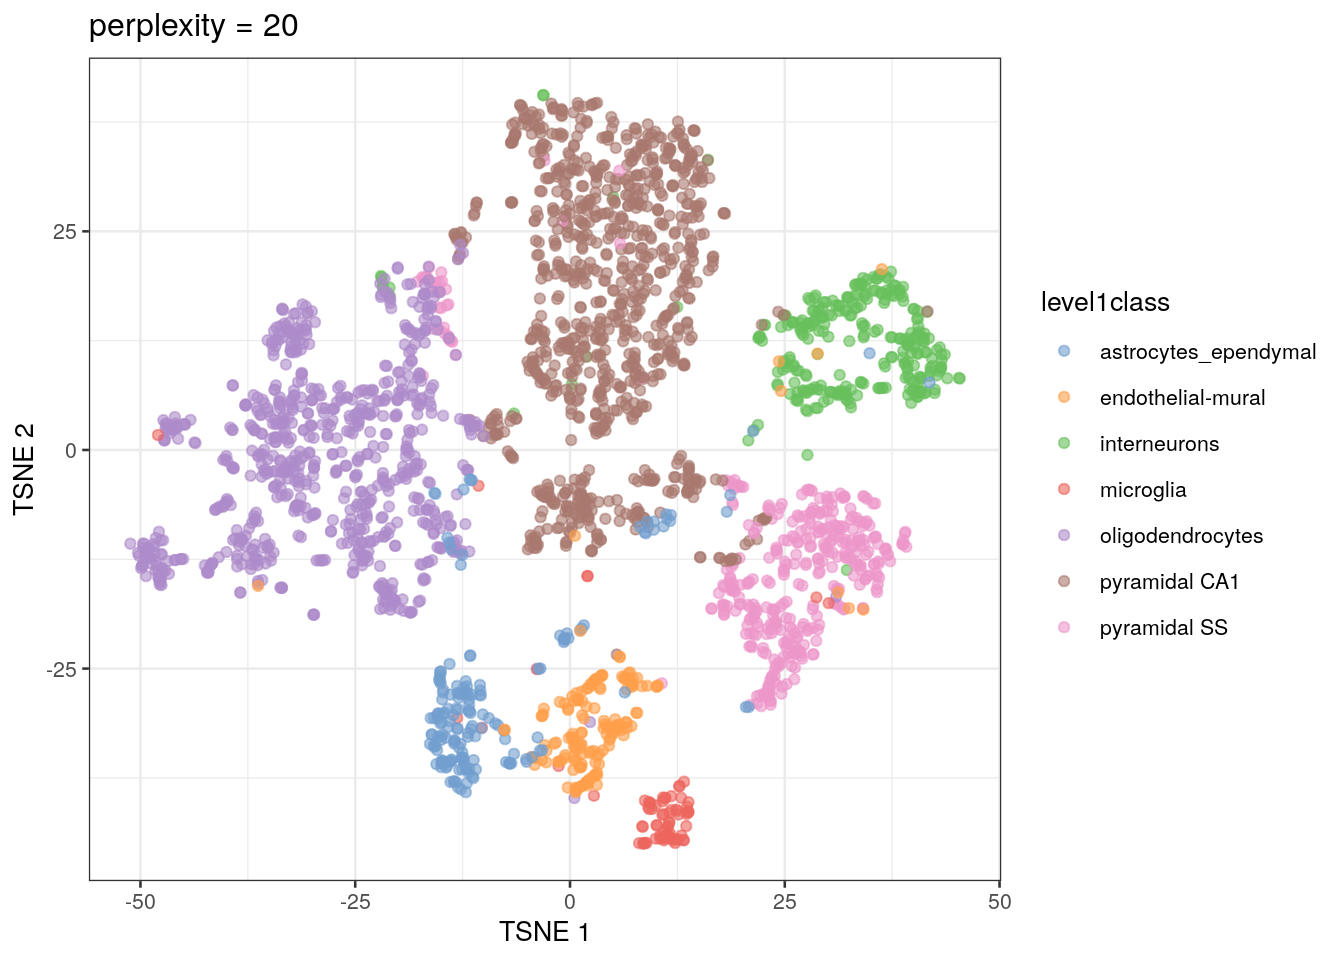 perplexity = 20
TSNE 2
25
0
-25
-50
-25
0
25
50
TSNE 1
level1class
astrocytes_ependymal
endothelial-mural
interneurons
microglia
oligodendrocytes
pyramidal CA1
pyramidal SS